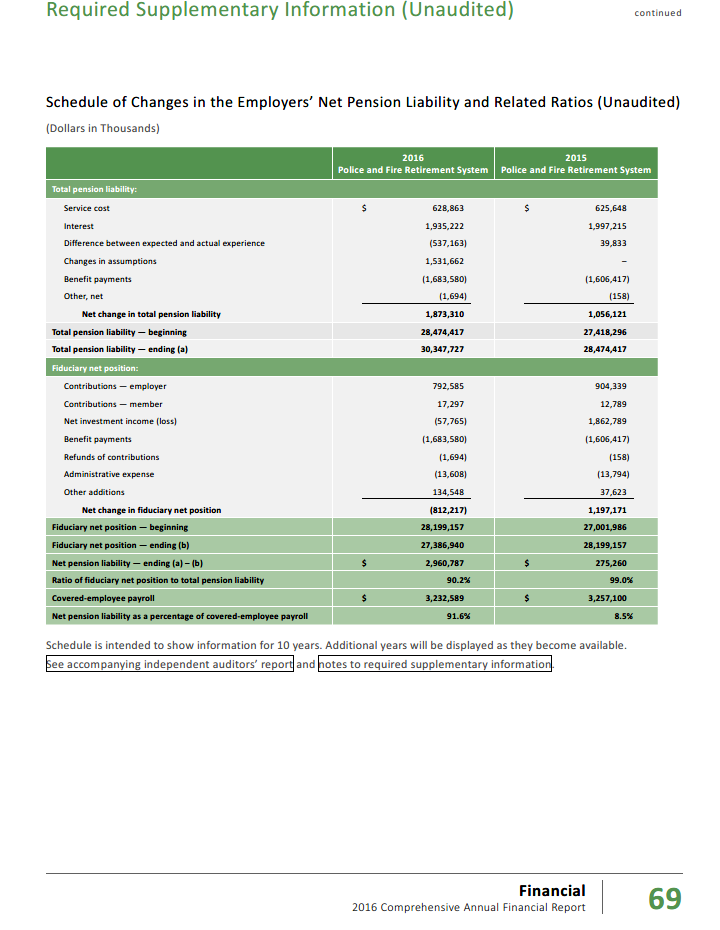 Required Supplementary Information (Unaudited) continued
Schedule of Changes in the Employers’ Net Pension Liability and Related Ratios (Unaudited)
(Dollars in Thousands)
2016 2015
Police and Fire Retirement System Police and Fire Retirement System
Total pension liability:
Service cost $ 628,863 $ 625,648
Interest 1,935,222 1,997,215
Difference between expected and actual experience (537,163) 39,833
Changes in assumptions 1,531,662 –
Benefit payments (1,683,580) (1,606,417)
Other, net (1,694) (158)
Net change in total pension liability 1,873,310 1,056,121
Total pension liability — beginning 28,474,417 27,418,296
Total pension liability — ending (a) 30,347,727 28,474,417
Fiduciary net position:
Contributions — employer 792,585 904,339
Contributions — member 17,297 12,789
Net investment income (loss) (57,765) 1,862,789
Benefit payments (1,683,580) (1,606,417)
Refunds of contributions (1,694) (158)
Administrative expense (13,608) (13,794)
Other additions 134,548 37,623
Net change in fiduciary net position (812,217) 1,197,171
Fiduciary net position — beginning 28,199,157 27,001,986
Fiduciary net position — ending (b) 27,386,940 28,199,157
Net pension liability — ending (a) – (b) $ 2,960,787 $ 275,260
Ratio of fiduciary net position to total pension liability 90.2% 99.0%
Covered-employee payroll $ 3,232,589 $ 3,257,100
Net pension liability as a percentage of covered-employee payroll 91.6% 8.5%
Schedule is intended to show information for 10 years. Additional years will be displayed as they become available.
See accompanying independent auditors’ report and notes to required supplementary information.
Financial
2016 Comprehensive Annual Financial Report
69